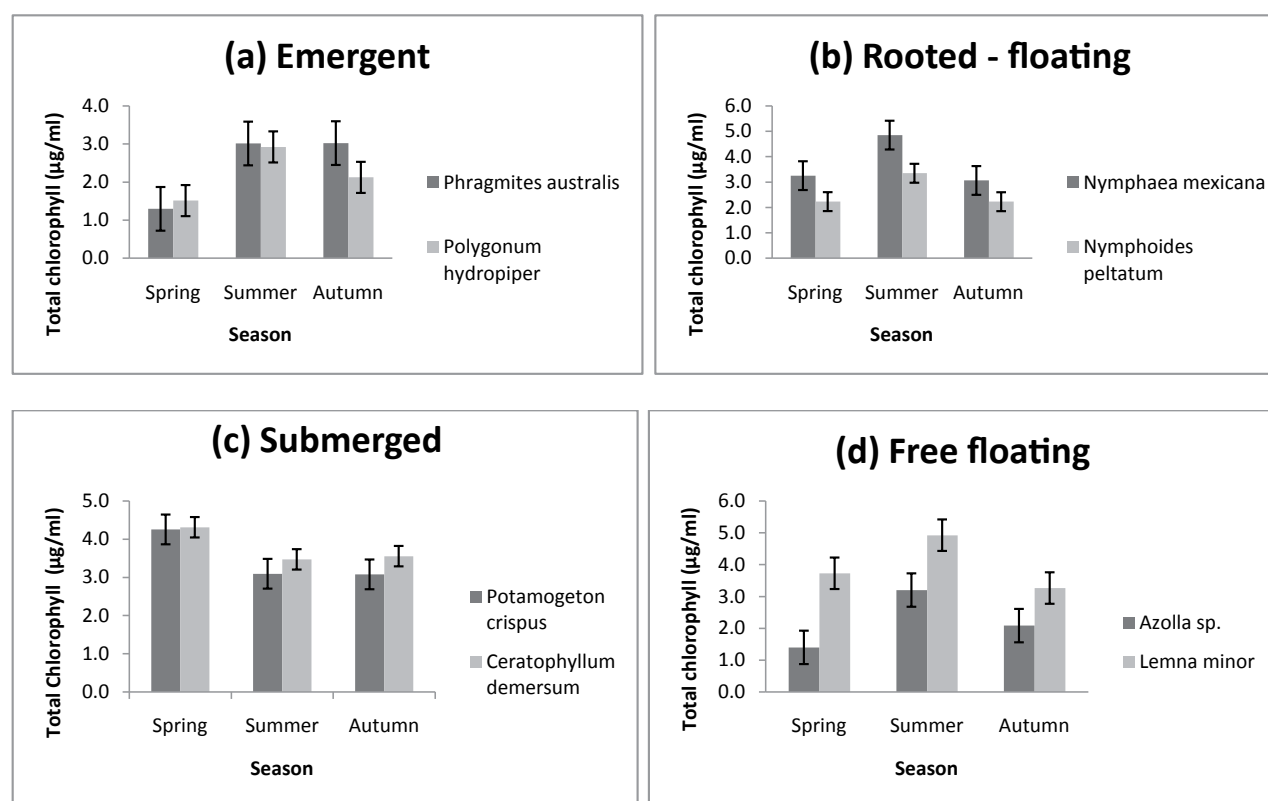 (a) Emergent
Total chlorophyll (µg/ml)
4.0
3.0
2.0
1.0
0.0
Spring Summer Autumn
Season
Phragmites australis
Polygonum
hydropiper
(b) Rooted - floating
Total chlorophyll (µg/ml)
6.0
5.0
4.0
3.0
2.0
1.0
0.0
Spring Summer Autumn
Season
Nymphaea mexicana
Nymphoides
peltatum
(c) Submerged
Total Chlorophyll (µg/ml)
5.0
4.0
3.0
2.0
1.0
0.0
Spring Summer Autumn
Season
Potamogeton
crispus
Ceratophyllum
demersum
(d) Free floating
Total chlorophyll (µg/ml)
6.0
5.0
4.0
3.0
2.0
1.0
0.0
Spring Summer Autumn
Season
Azolla sp.
Lemna minor